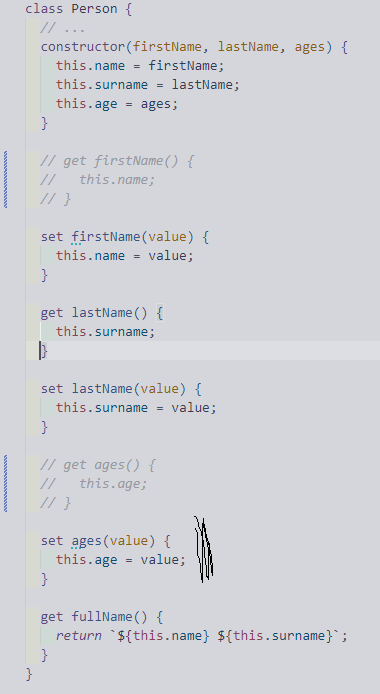 class Person {
// ...
constructor(firstName, lastName, ages) {
this.name = firstName;
this.surname = lastName;
this.age = ages;
}
// get firstName() {
//   this.name;
// }
set firstName(value) {
this.name = value;
}
get lastName() {
this.surname;
}
set lastName(value) {
this.surname = value;
}
// get ages() {
//   this.age;
// }
set ages(value) {
this.age = value;
}
get fullName() {
return `${this.name} ${this.surname}`;
}
}